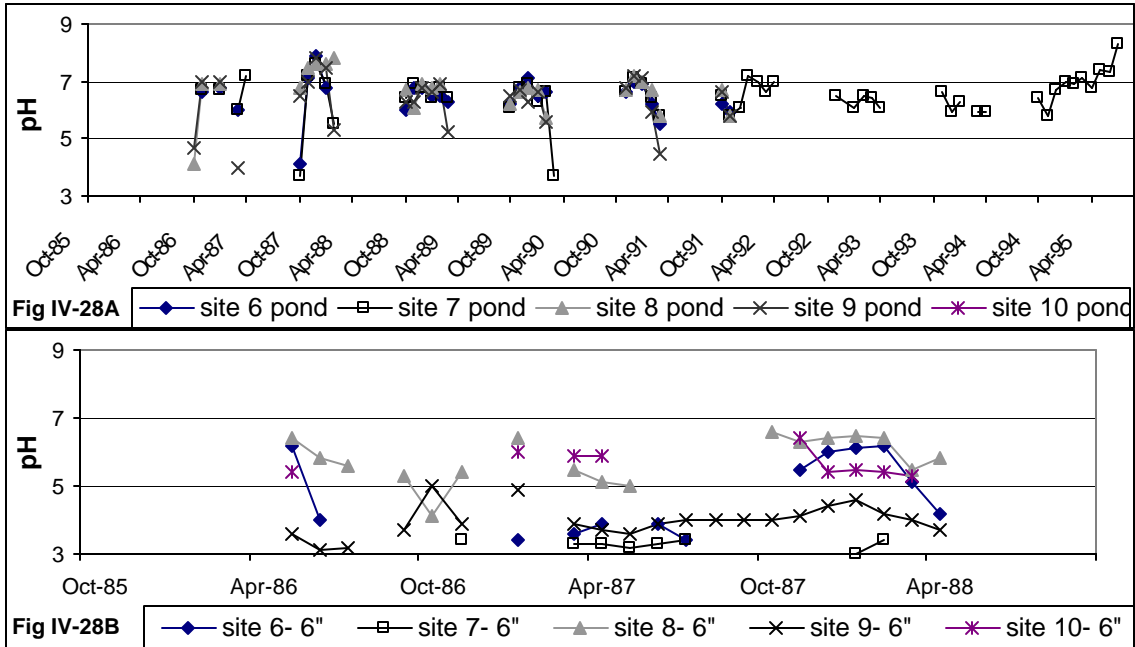 9
7
5
3
pH
Oct-85 Apr-86 Oct-86 Apr-87 Oct-87 Apr-88 Oct-88 Apr-89 Oct-89 Apr-90 Oct-90 Apr-91 Oct-91 Apr-92 Oct-92 Apr-93 Oct-93 Apr-94 Oct-94 Apr-95
Fig IV-28A site 6 pond site 7 pond site 8 pond site 9 pond site 10 pond
9
7
5
3
pH
Oct-85 Apr-86 Oct-86 Apr-87 Oct-87 Apr-88
Fig IV-28B site 6- 6" site 7- 6" site 8- 6" site 9- 6" site 10- 6"